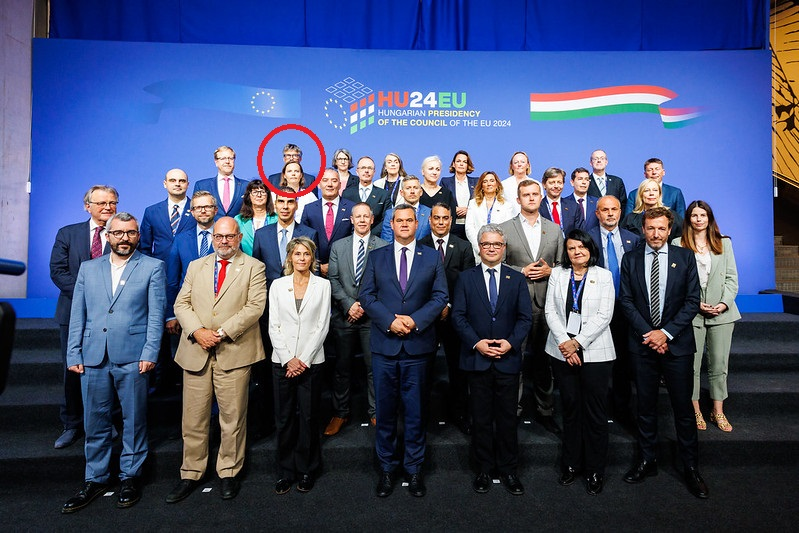 HU24EU
HUNGARIAN PRESIDENCY
OF THE COUNCIL OF THE EU 2024